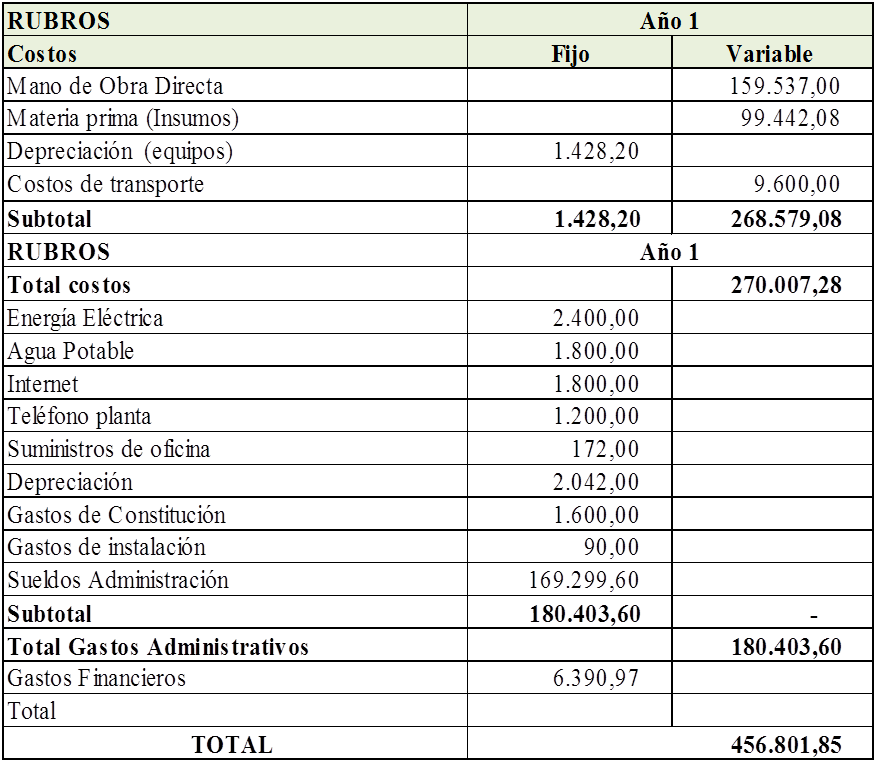 RUBROS Año 1
Costos Fijo Variable
Mano de Obra Directa 159.537,00
Materia prima (Insumos) 99.442,08
Depreciación (equipos) 1.428,20
Costos de transporte 9.600,00
Subtotal 1.428,20 268.579,08
RUBROS Año 1
Total costos 270.007,28
Energía Eléctrica 2.400,00
Agua Potable 1.800,00
Internet 1.800,00
Teléfono planta 1.200,00
Suministros de oficina 172,00
Depreciación 2.042,00
Gastos de Constitución 1.600,00
Gastos de instalación 90,00
Sueldos Administración 169.299,60
Subtotal 180.403,60 -
Total Gastos Administrativos 180.403,60
Gastos Financieros 6.390,97
Total
TOTAL 456.801,85